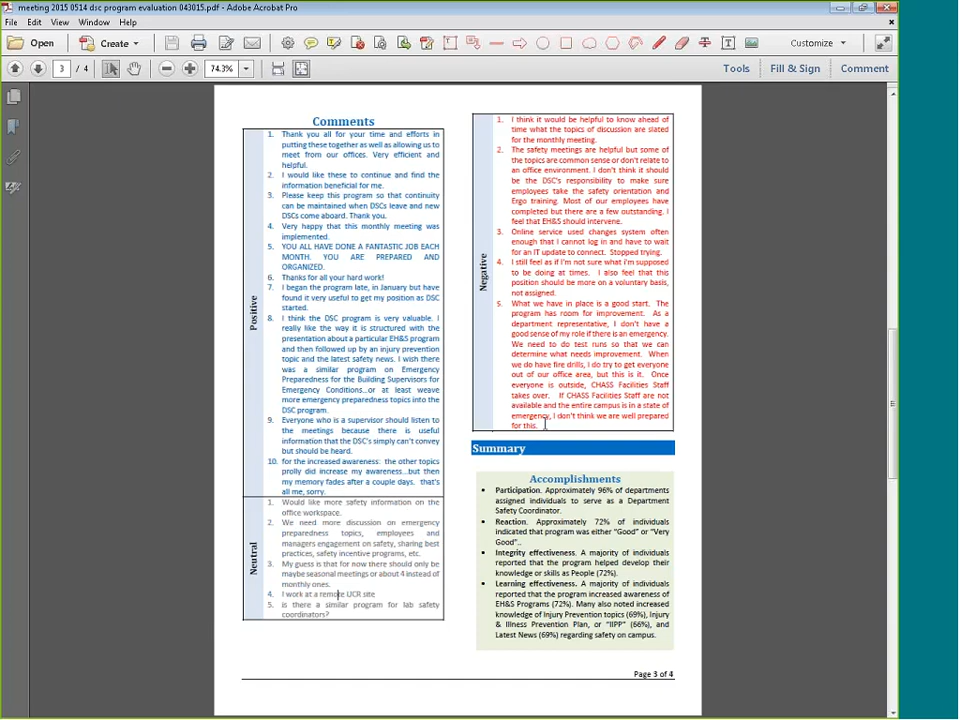 meeting 2015 0514 dsc program evaluation 043015.pdf - Adobe Acrobat Pro
File Edit View Window Help
Open Create Customize
3 / 4 74.3% Tools Fill & Sign Comment
Comments
Positive
1. Thank you all for your time and efforts in
putting these together as well as allowing us to
meet from our offices. Very efficient and
helpful.
2. I would like these to continue and find the
information beneficial for me.
3. Please keep this program so that continuity
can be maintained when DSCs leave and new
DSCs come aboard. Thank you.
4. Very happy that this monthly meeting was
implemented.
5. YOU ALL HAVE DONE A FANTASTIC JOB EACH
MONTH. YOU ARE PREPARED AND
ORGANIZED.
6. Thanks for all your hard work!
7. I began the program late, in January but have
found it very useful to get my position as DSC
started.
8. I think the DSC program is very valuable. I
really like the way it is structured with the
presentation about a particular EH&S program
and then followed up by an injury prevention
topic and the latest safety news. I wish there
was a similar program on Emergency
Preparedness for the Building Supervisors for
Emergency Conditions...or at least weave
more emergency preparedness topics into the
DSC program.
9. Everyone who is a supervisor should listen to
the meetings because there is useful
information that the DSC's simply can't convey
but should be heard.
10. for the increased awareness: the other topics
prolly did increase my awareness...but then
my memory fades after a couple days. that's
all me, sorry.
Neutral
1. Would like more safety information on the
office workspace.
2. We need more discussion on emergency
preparedness topics, employees and
managers engagement on safety, sharing best
practices, safety incentive programs, etc.
3. My guess is that for now there should only be
maybe seasonal meetings or about 4 instead of
monthly ones.
4. I work at a remote UCR site
5. is there a similar program for lab safety
coordinators?
Negative
1. I think it would be helpful to know ahead of
time what the topics of discussion are slated
for the monthly meeting.
2. The safety meetings are helpful but some of
the topics are common sense or don't relate to
an office environment. I don't think it should
be the DSC's responsibility to make sure
employees take the safety orientation and
Ergo training. Most of our employees have
completed but there are a few outstanding. I
feel that EH&S should intervene.
3. Online service used changes system often
enough that I cannot log in and have to wait
for an IT update to connect. Stopped trying.
4. I still feel as if I'm not sure what i'm supposed
to be doing at times. I also feel that this
position should be more on a voluntary basis,
not assigned.
5. What we have in place is a good start. The
program has room for improvement. As a
department representative, I don't have a
good sense of my role if there is an emergency.
We need to do test runs so that we can
determine what needs improvement. When
we do have fire drills, I do try to get everyone
out of our office area, but this is it. Once
everyone is outside, CHASS Facilities Staff
takes over. If CHASS Facilities Staff are not
available and the entire campus is in a state of
emergency, I don't think we are well prepared
for this.
Summary
Accomplishments
• Participation. Approximately 96% of departments
assigned individuals to serve as a Department
Safety Coordinator.
• Reaction. Approximately 72% of individuals
indicated that program was either "Good" or "Very
Good"..
• Integrity effectiveness. A majority of individuals
reported that the program helped develop their
knowledge or skills as People (72%).
• Learning effectiveness. A majority of individuals
reported that the program increased awareness of
EH&S Programs (72%). Many also noted increased
knowledge of Injury Prevention topics (69%), Injury
& Illness Prevention Plan, or "IIPP" (66%), and
Latest News (69%) regarding safety on campus.
Page 3 of 4